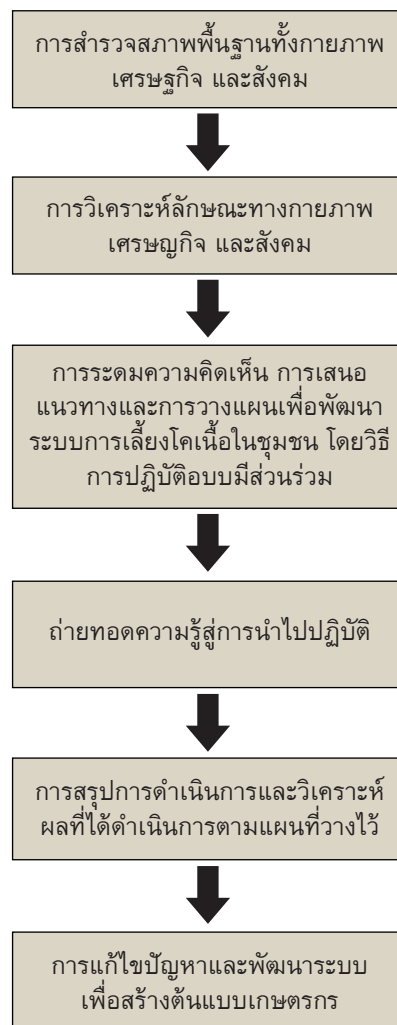 การสำรวจสภาพพื้นฐานทั้งกายภาพ
เศรษฐกิจ และสังคม
การวิเคราะห์ลักษณะทางกายภาพ
เศรษญกิจ และสังคม
การระดมความคิดเห็น การเสนอ
แนวทางและการวางแผนเพื่อพัฒนา
ระบบการเลี้ยงโคเนื้อในชุมชน โดยวิธี
การปฏิบัติอบบมีส่วนร่วม
ถ่ายทอดความรู้สู่การนำไปปฏิบัติ
การสรุปการดำเนินการและวิเคราะห์
ผลที่ได้ดำเนินการตามแผนที่วางไว้
การแก้ไขปัญหาและพัฒนาระบบ
เพื่อสร้างต้นแบบเกษตรกร